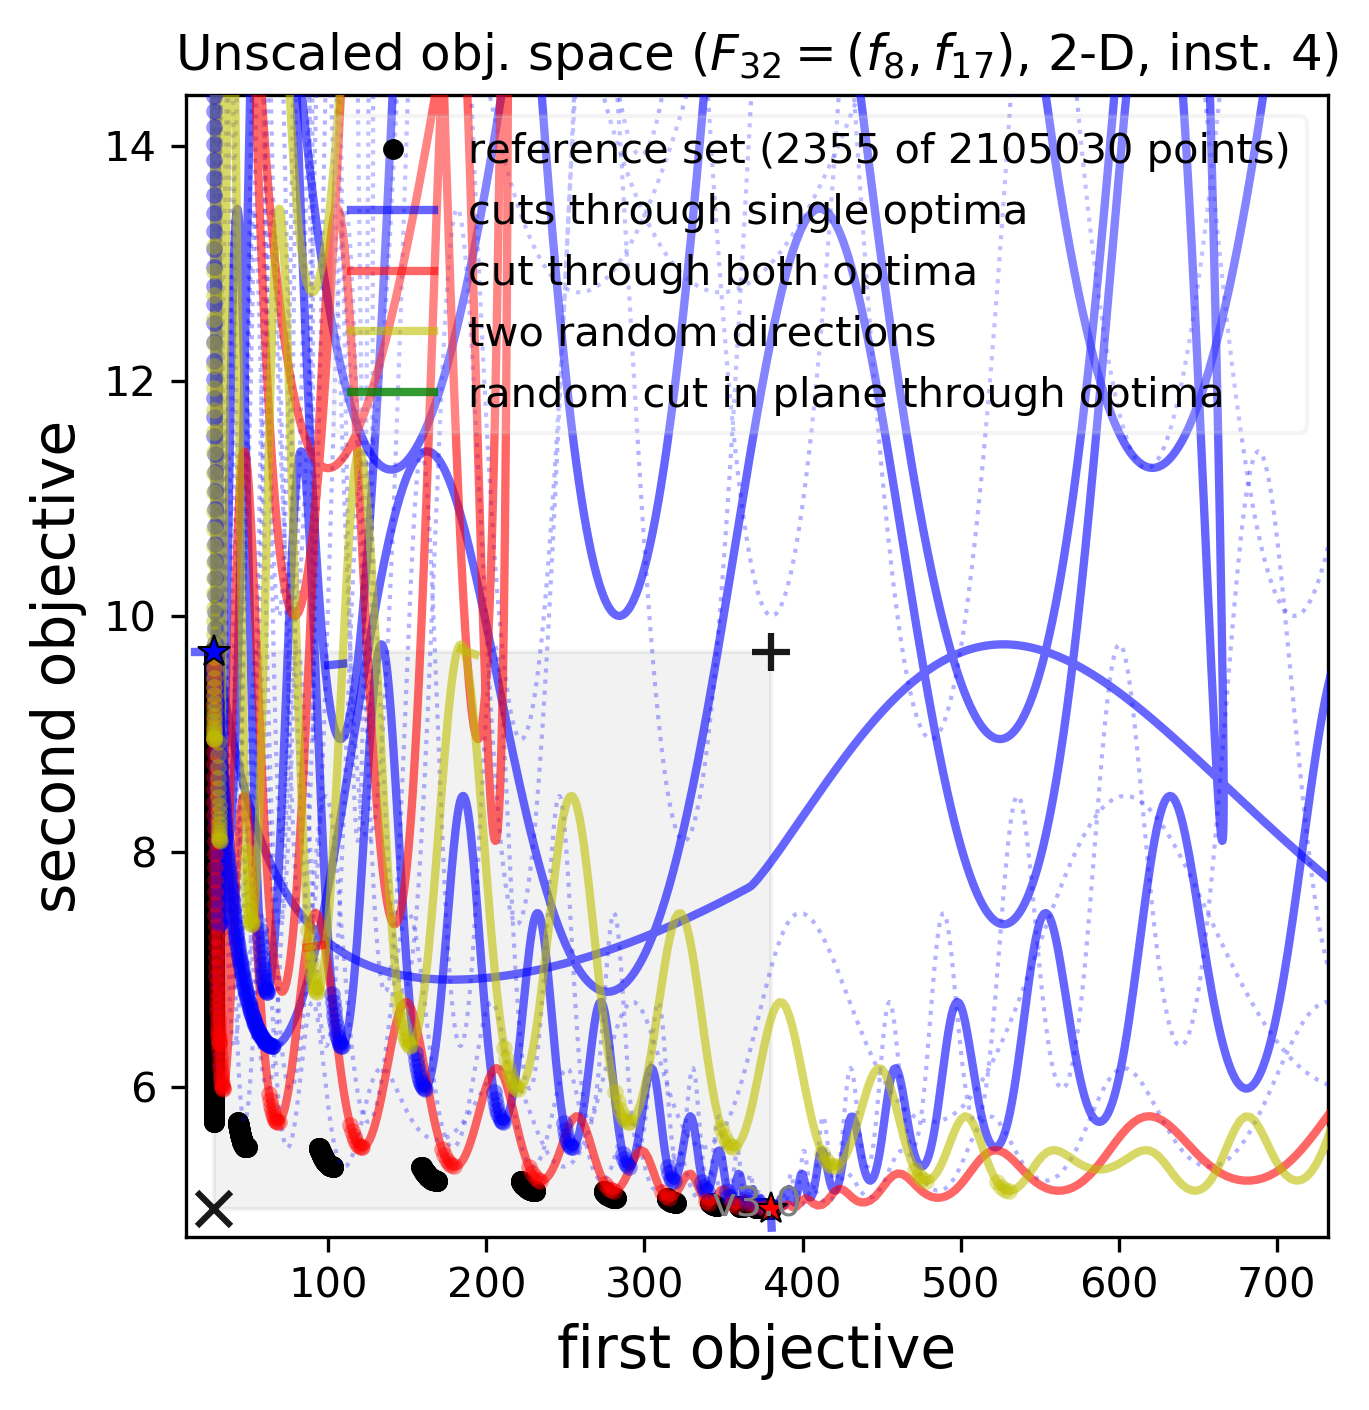 Unscaled obj. space (F32 = (f8, f17), 2-D, inst. 4)
14
12
10
8
6
second objective
reference set (2355 of 2105030 points)
cuts through single optima
cut through both optima
two random directions
random cut in plane through optima
v3.0
100 200 300 400 500 600 700
first objective